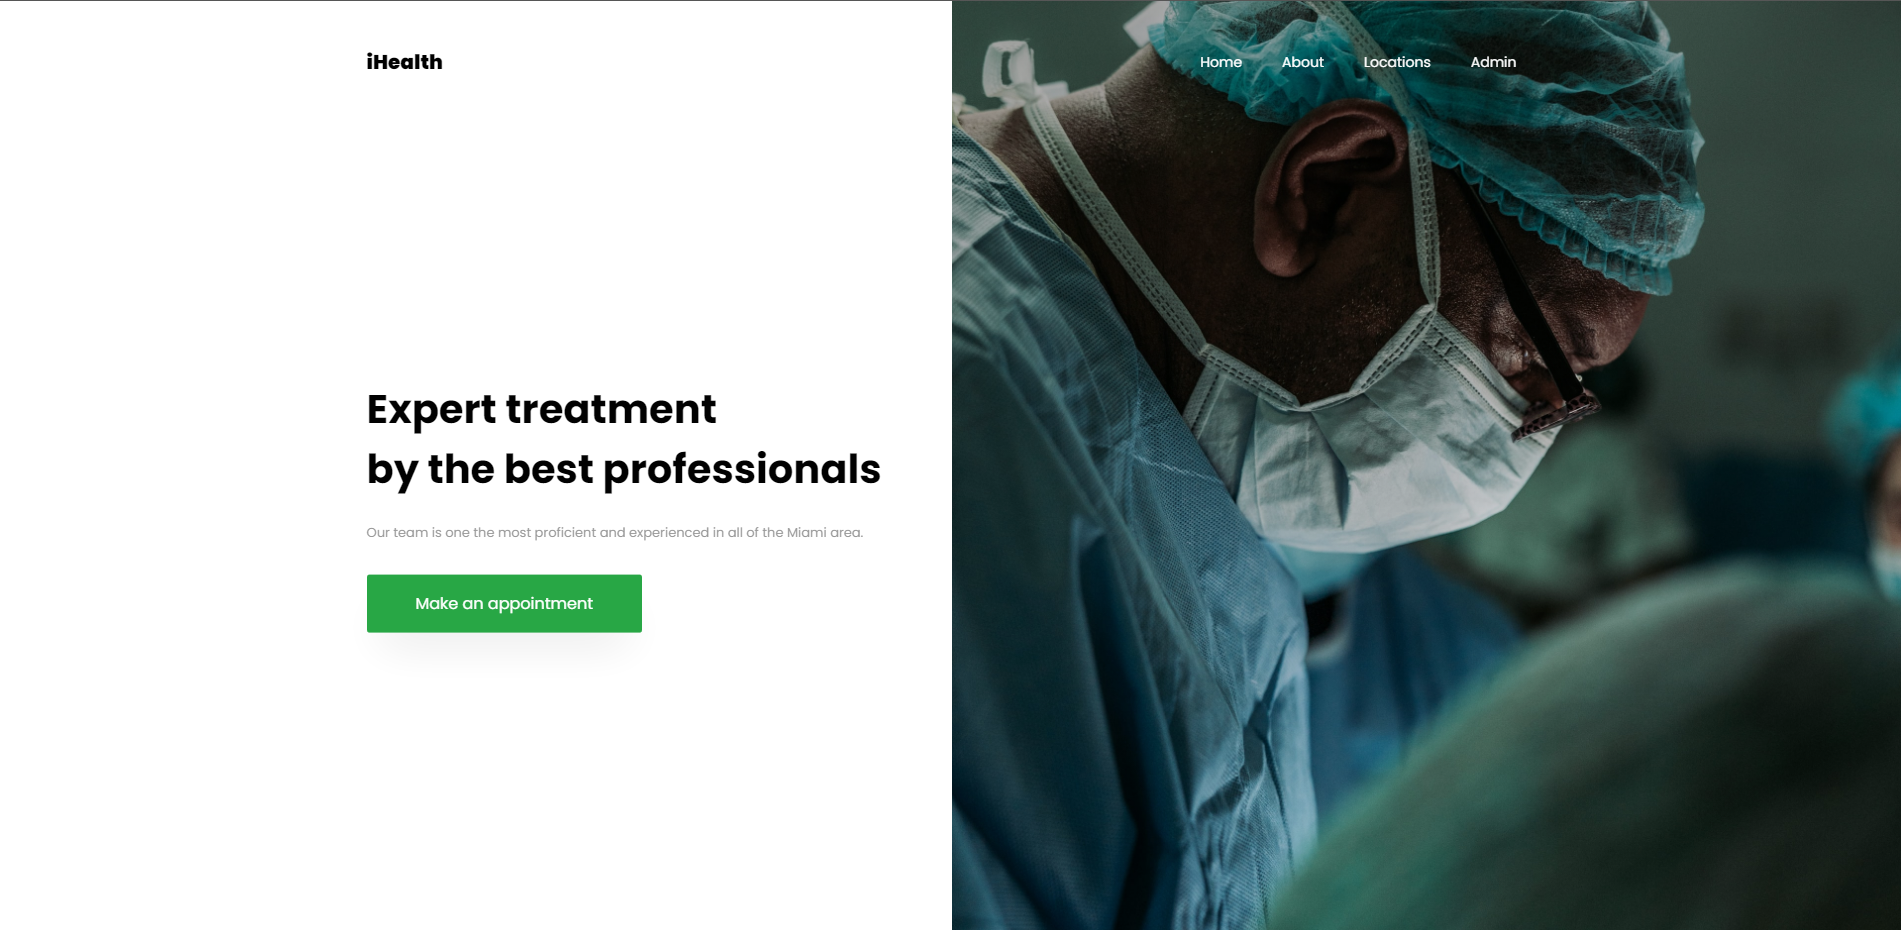 iHealth
Home About Locations Admin
Expert treatment
by the best professionals
Our team is one the most proficient and experienced in all of the Miami area.
Make an appointment